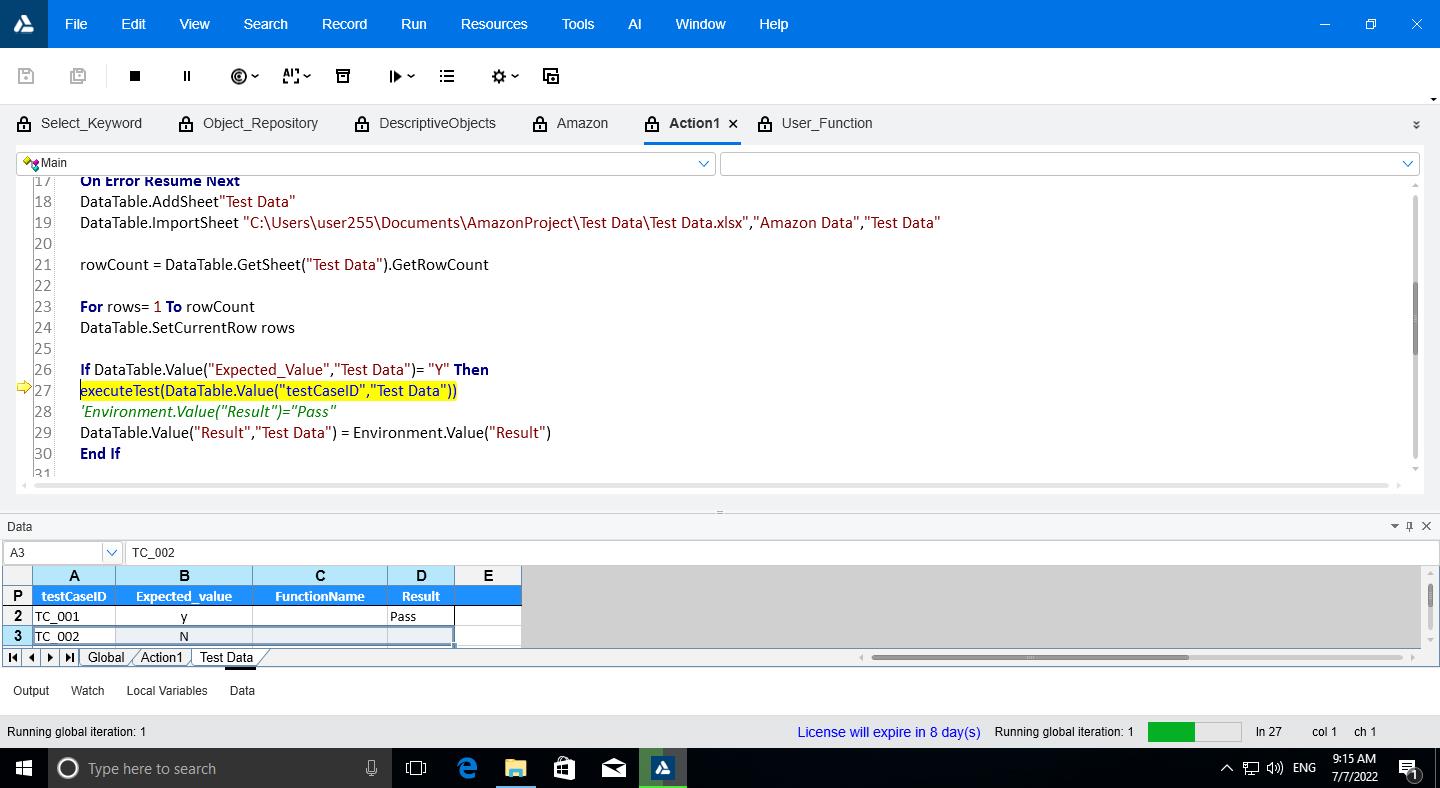 File Edit View Search Record Run Resources Tools AI Window Help
Select_Keyword Object_Repository DescriptiveObjects Amazon Action1 User_Function
Main
17 On Error Resume Next
18 DataTable.AddSheet"Test Data"
19 DataTable.ImportSheet "C:\Users\user255\Documents\AmazonProject\Test Data\Test Data.xlsx","Amazon Data","Test Data"
20
21 rowCount = DataTable.GetSheet("Test Data").GetRowCount
22
23 For rows= 1 To rowCount
24 DataTable.SetCurrentRow rows
25
26 If DataTable.Value("Expected_Value","Test Data")= "Y" Then
27 executeTest(DataTable.Value("testCaseID","Test Data"))
28 'Environment.Value("Result")="Pass"
29 DataTable.Value("Result","Test Data") = Environment.Value("Result")
30 End If
31
Data
A3 TC_002
A B C D E
P testCaseID Expected_value FunctionName Result
2 TC_001 y Pass
3 TC_002 N
Global Action1 Test Data
Output Watch Local Variables Data
Running global iteration: 1 License will expire in 8 day(s) Running global iteration: 1 ln 27 col 1 ch 1
Type here to search ENG 9:15 AM
7/7/2022 1